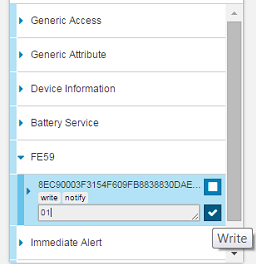 Generic Access
Generic Attribute
Device Information
Battery Service
FE59
8EC90003F3154F609FB8838830DAE...
write notify
01
Write
Immediate Alert